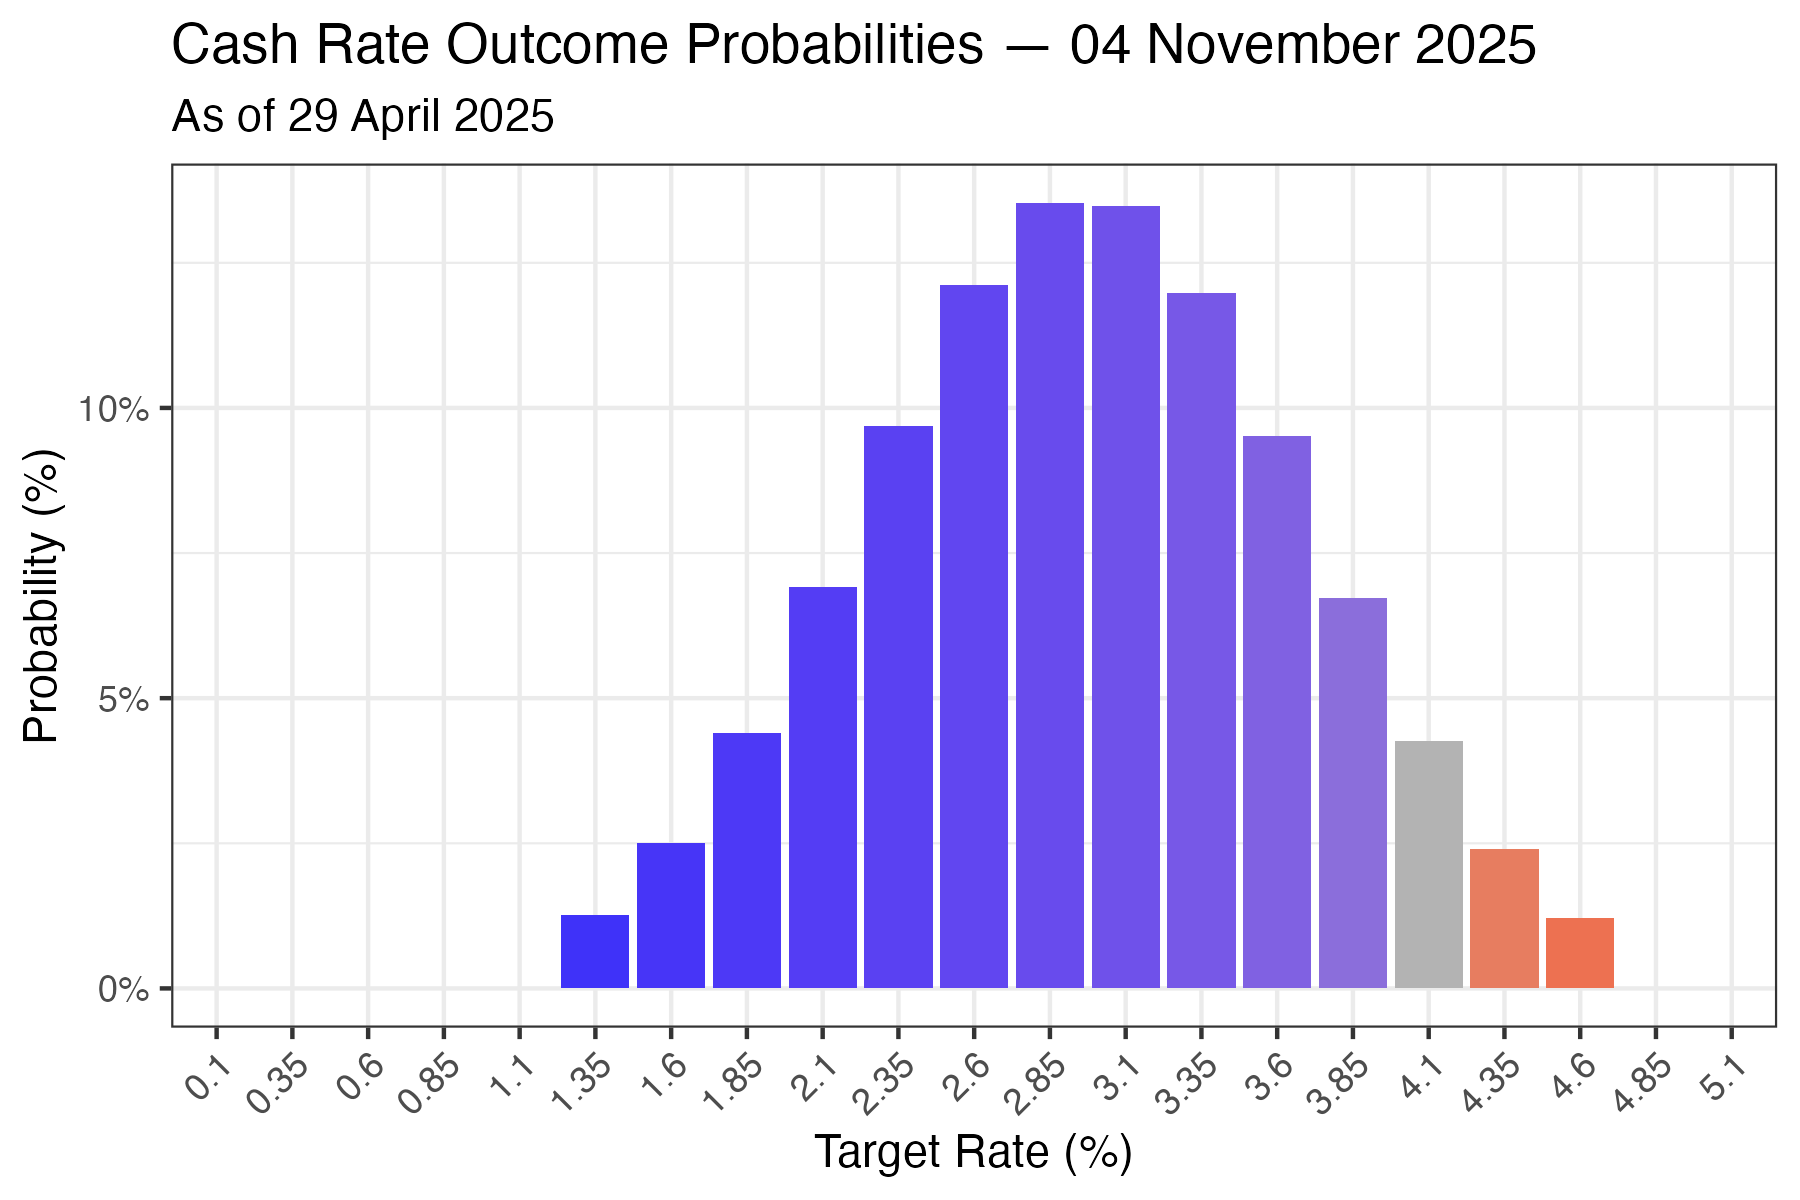 Cash Rate Outcome Probabilities — 04 November 2025
As of 29 April 2025
Probability (%)
10%
5%
0%
0.1 0.35 0.6 0.85 1.1 1.35 1.6 1.85 2.1 2.35 2.6 2.85 3.1 3.35 3.6 3.85 4.1 4.35 4.6 4.85 5.1
Target Rate (%)